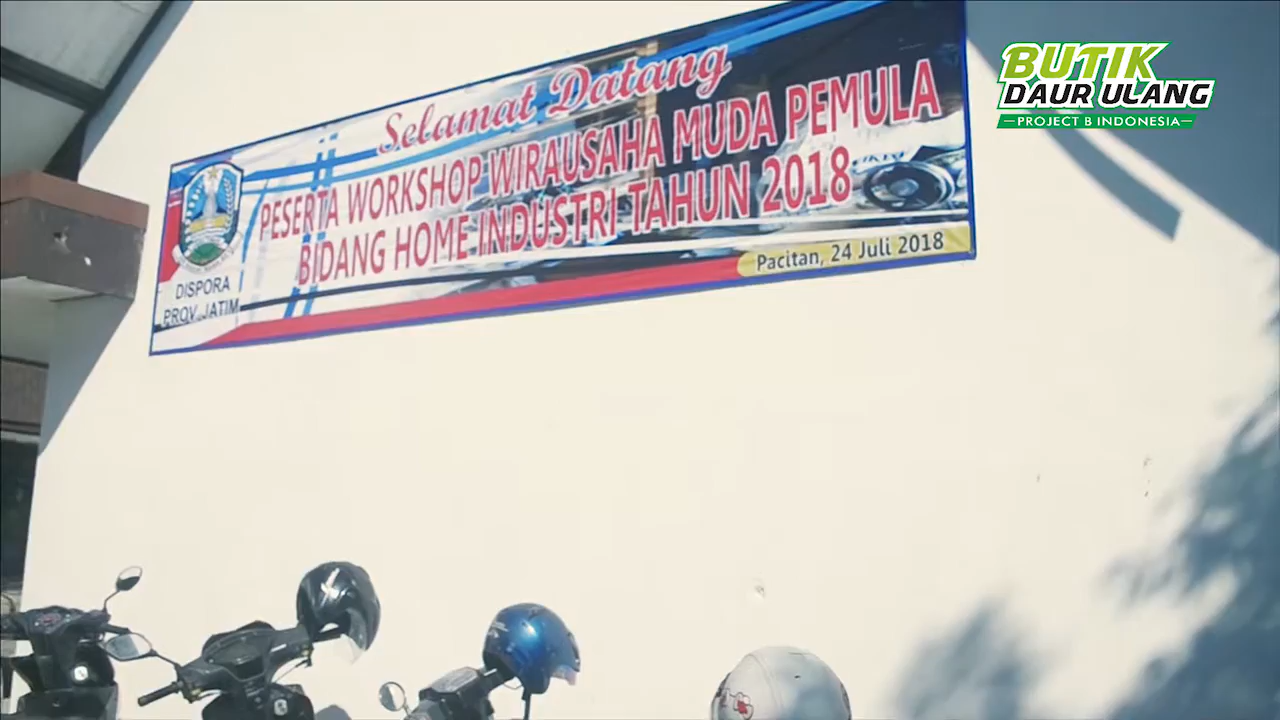 BUTIK
DAUR ULANG
PROJECT B INDONESIA
Selamat Datang
PESERTA WORKSHOP WIRAUSAHA MUDA PEMULA
BIDANG HOME INDUSTRI TAHUN 2018
DISPORA
PROV. JATIM
Pacitan, 24 Juli 2018